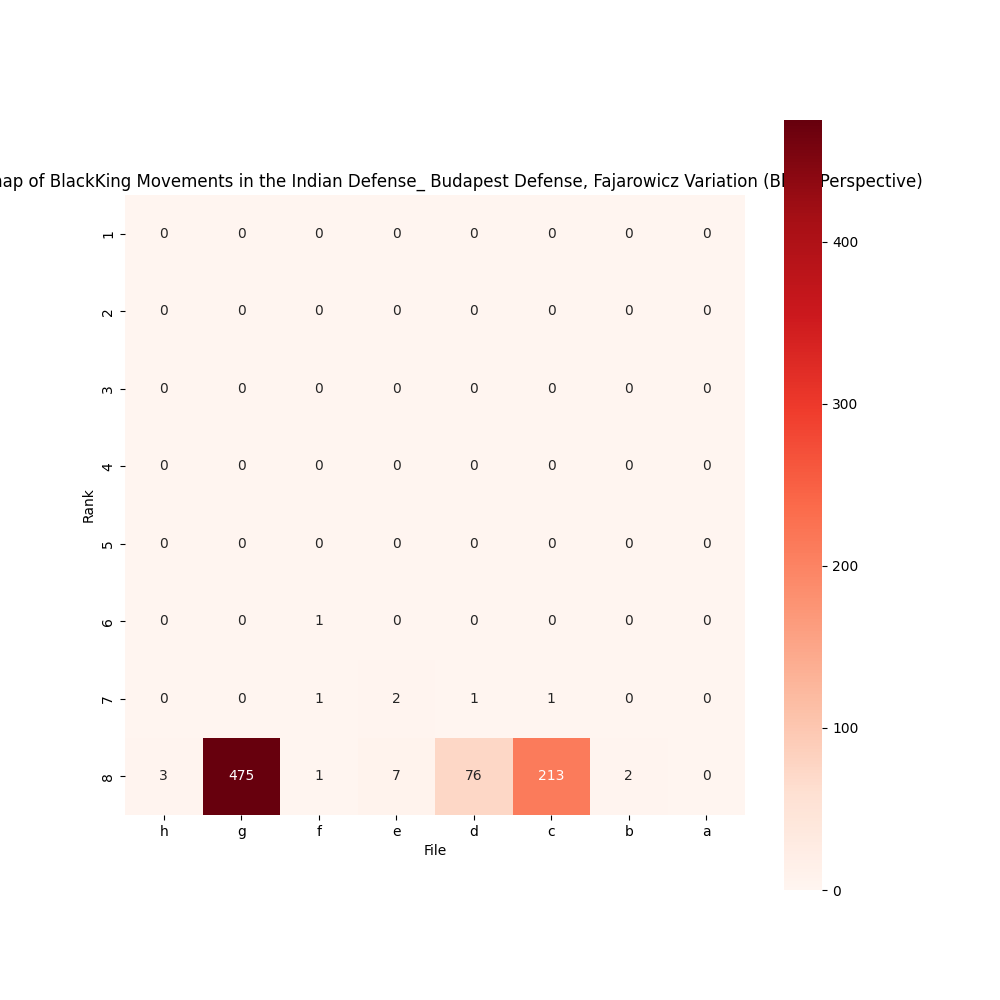 of BlackKing Movements in the Indian Defense_ Budapest Defense, Fajarowicz Variation Perspective)
400
300
200
100
0
Rank
1 0 0 0 0 0 0 0 0
2 0 0 0 0 0 0 0 0
3 0 0 0 0 0 0 0 0
4 0 0 0 0 0 0 0 0
5 0 0 0 0 0 0 0 0
6 0 0 1 0 0 0 0 0
7 0 0 1 2 1 1 0 0
8 3 475 1 7 76 213 2 0
h g f e d c b a
File